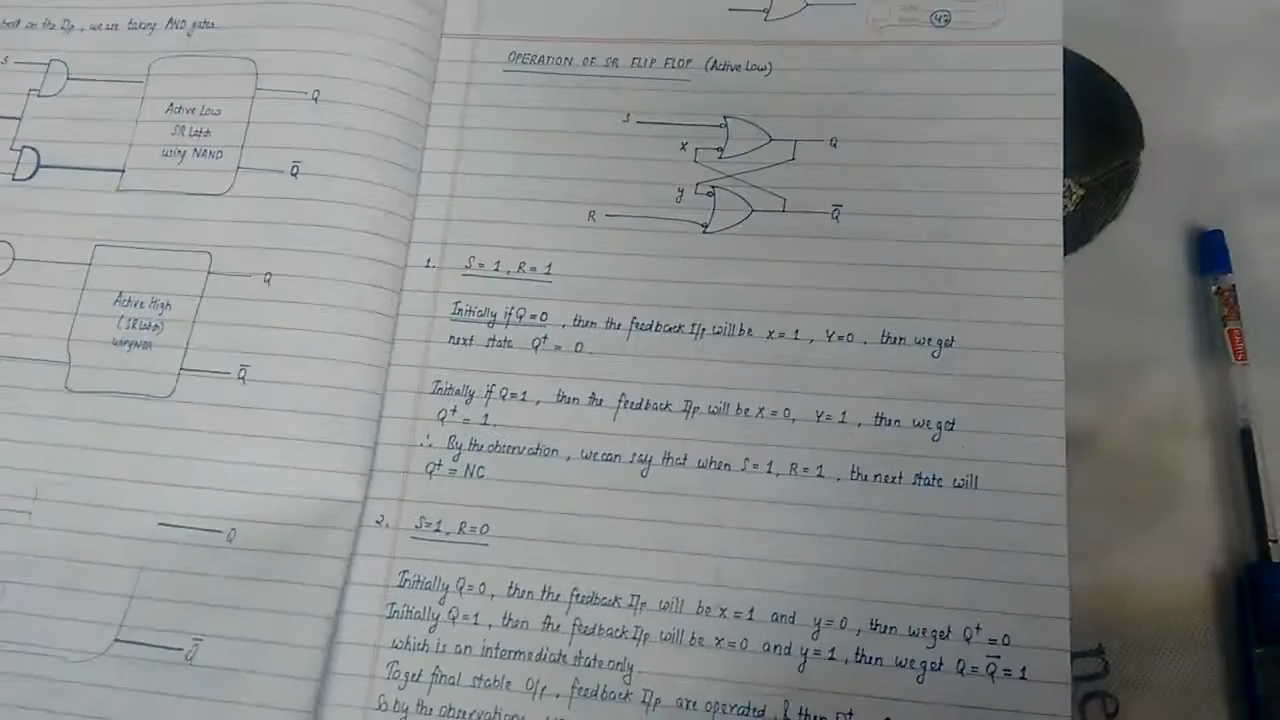 on the I/p, we are taking AND gates
S
Active Low
SR Latch
using NAND
Q
Q̅
Active High
(SR Latch)
Q
Q̅
Q
Q̅
42
OPERATION OF SR FLIP FLOP (Active Low)
S
x
y
R
Q
Q̅
1. S = 1, R = 1
Initially if Q = 0, then the feedback I/p will be x = 1, Y = 0, then we get
next state Q⁺ = 0.
Initially if Q = 1, then the feedback I/p will be X = 0, Y = 1, then we get
Q⁺ = 1.
∴ By the observation, we can say that when S = 1, R = 1, the next state will
Q⁺ = NC
2. S = 1, R = 0
Initially Q = 0, then the feedback I/p will be x = 1 and y = 0, then we get Q⁺ = 0
Initially Q = 1, then the feedback I/p will be x = 0 and y = 1, then we get Q = Q̅ = 1
which is an intermediate state only
To get final stable O/p, feedback I/p are operated, & then
So by the observation,
ne